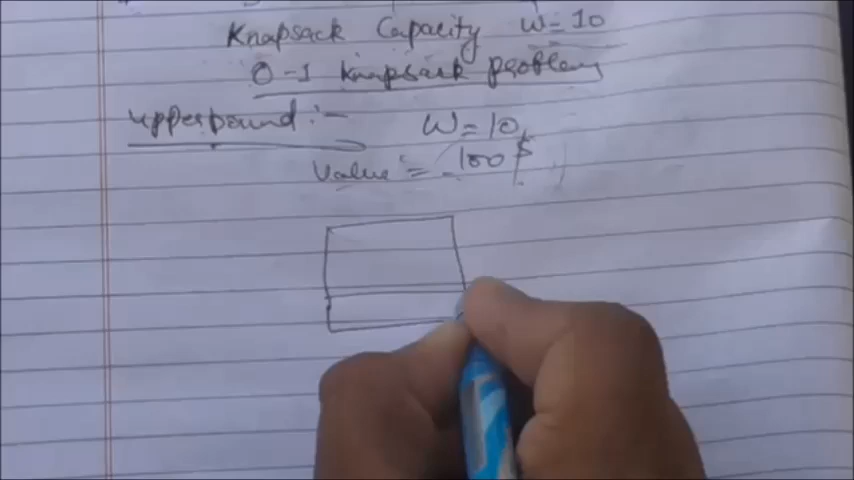 Knapsack Capacity W=10
0-1 Knapsack problem
upperbound :-
W=10,
Value = 100 $